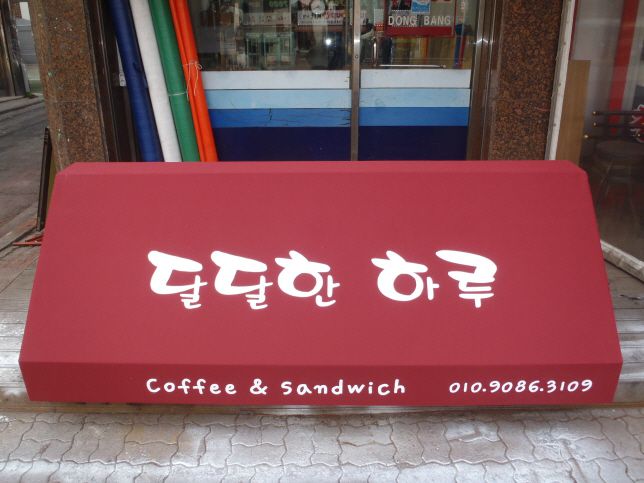 DONG BANG
달달한 하루
Coffee & Sandwich 010.9086.3109